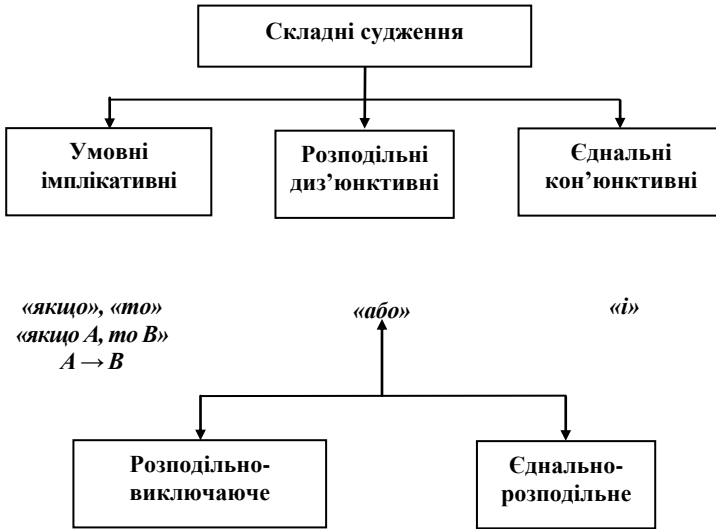 Складні судження
Умовні
імплікативні
Розподільні
диз’юнктивні
Єднальні
кон’юнктивні
«якщо», «то»
«якщо А, то В»
А → В
«або»
«і»
Розподільно-
виключаюче
Єднально-
розподільне